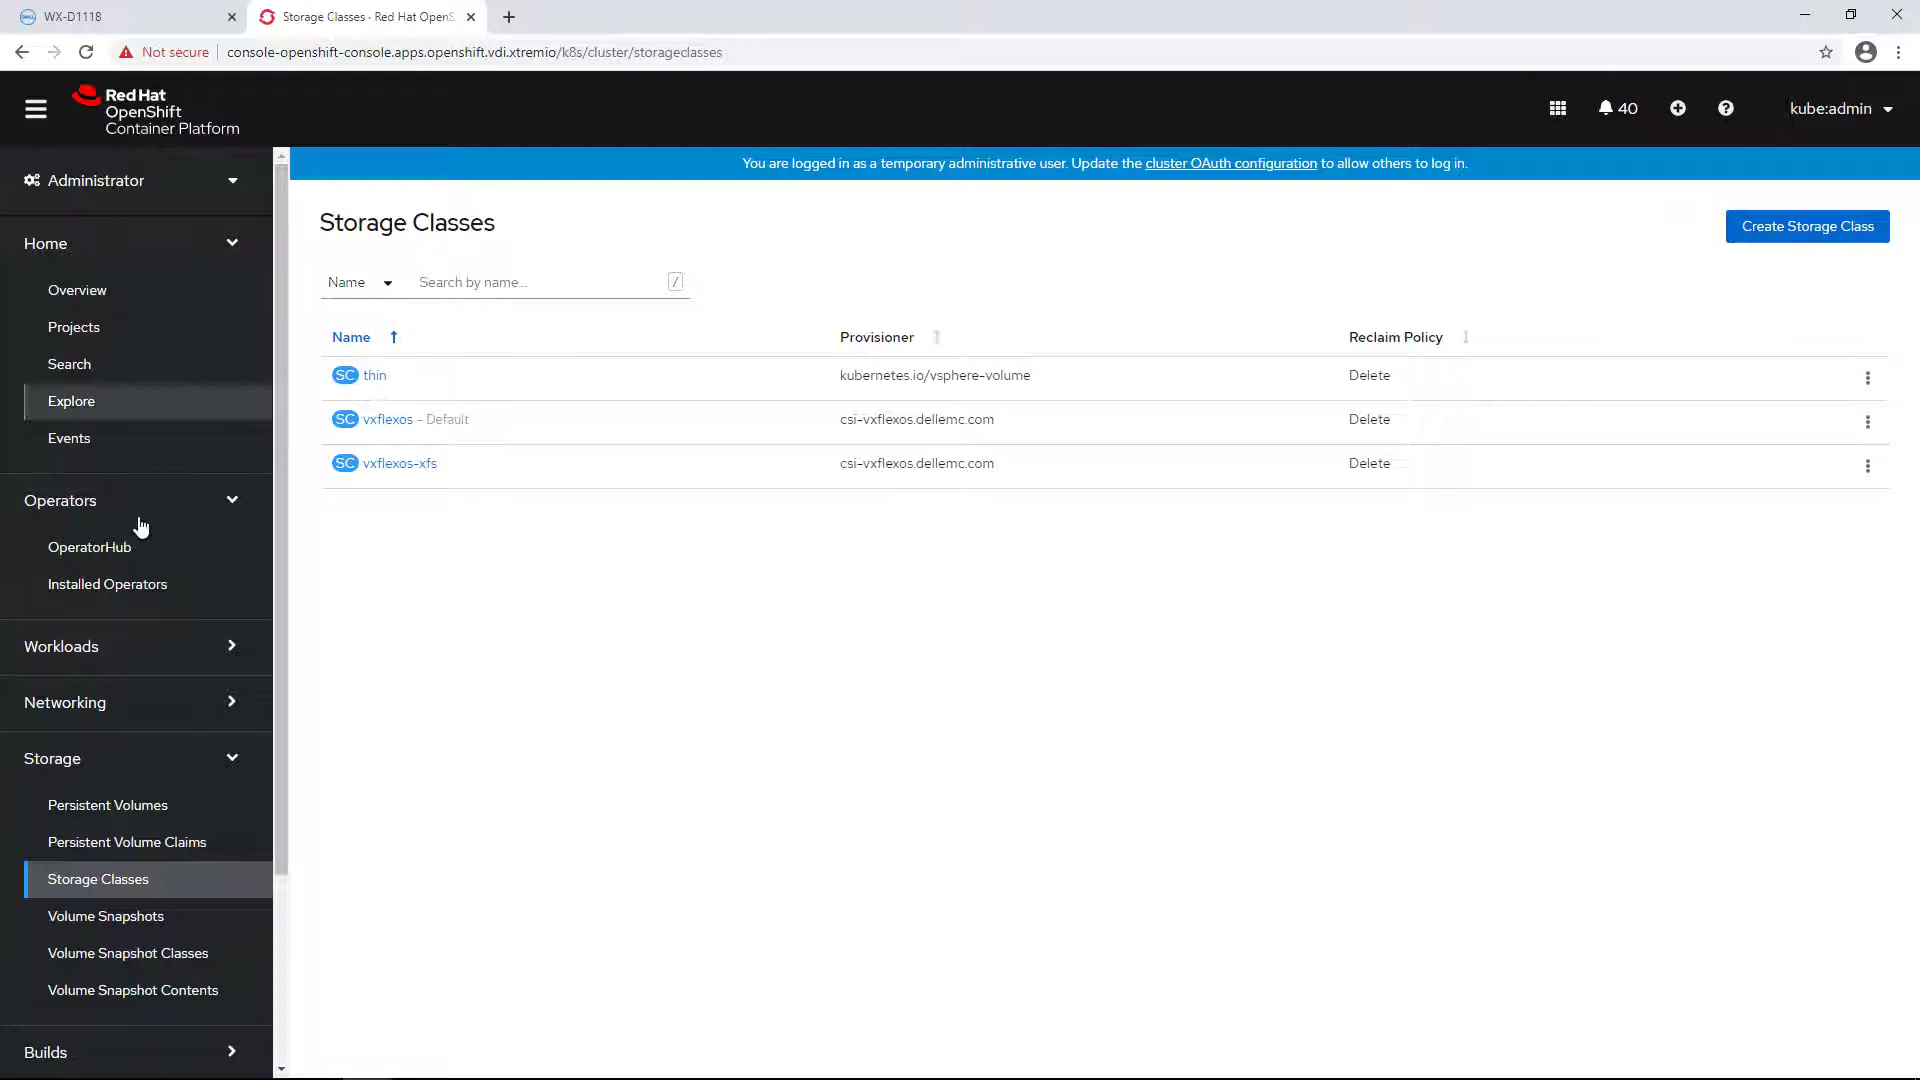 WX-D1118
Storage Classes · Red Hat OpenS
Not secure
console-openshift-console.apps.openshift.vdi.xtremio/k8s/cluster/storageclasses
Red Hat
OpenShift
Container Platform
40
kube:admin
You are logged in as a temporary administrative user. Update the cluster OAuth configuration to allow others to log in.
Administrator
Home
Overview
Projects
Search
Explore
Events
Operators
OperatorHub
Installed Operators
Workloads
Networking
Storage
Persistent Volumes
Persistent Volume Claims
Storage Classes
Volume Snapshots
Volume Snapshot Classes
Volume Snapshot Contents
Builds
Storage Classes
Create Storage Class
Name
Search by name...
/
Name Provisioner Reclaim Policy
SC thin kubernetes.io/vsphere-volume Delete
SC vxflexos – Default csi-vxflexos.dellemc.com Delete
SC vxflexos-xfs csi-vxflexos.dellemc.com Delete